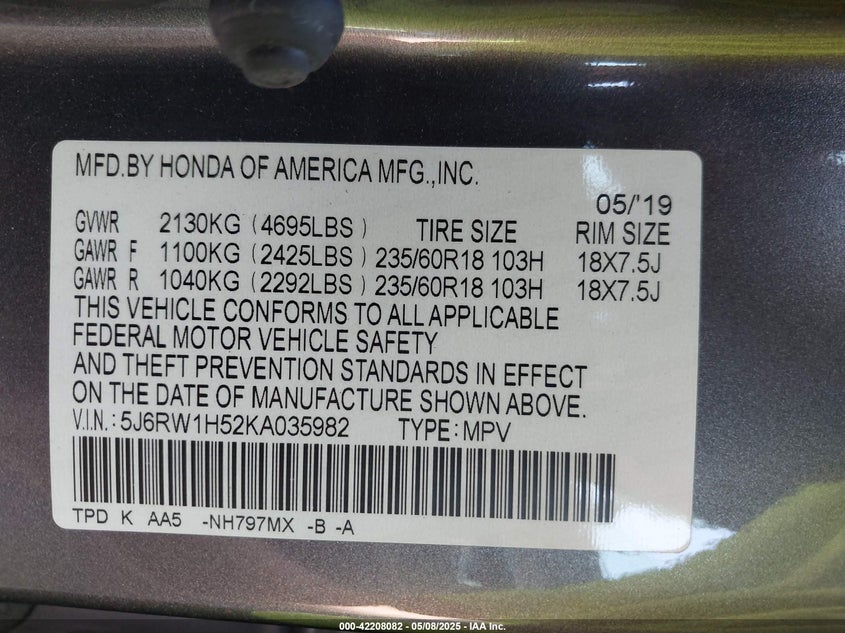 MFD.BY HONDA OF AMERICA MFG.,INC.
05/'19
GVWR 2130KG (4695LBS) TIRE SIZE RIM SIZE
GAWR F 1100KG (2425LBS) 235/60R18 103H 18X7.5J
GAWR R 1040KG (2292LBS) 235/60R18 103H 18X7.5J
THIS VEHICLE CONFORMS TO ALL APPLICABLE
FEDERAL MOTOR VEHICLE SAFETY
AND THEFT PREVENTION STANDARDS IN EFFECT
ON THE DATE OF MANUFACTURE SHOWN ABOVE.
V.I.N.: 5J6RW1H52KA035982 TYPE: MPV
TPD K AA5 -NH797MX -B -A
000-42208082 - 05/08/2025 - IAA Inc.